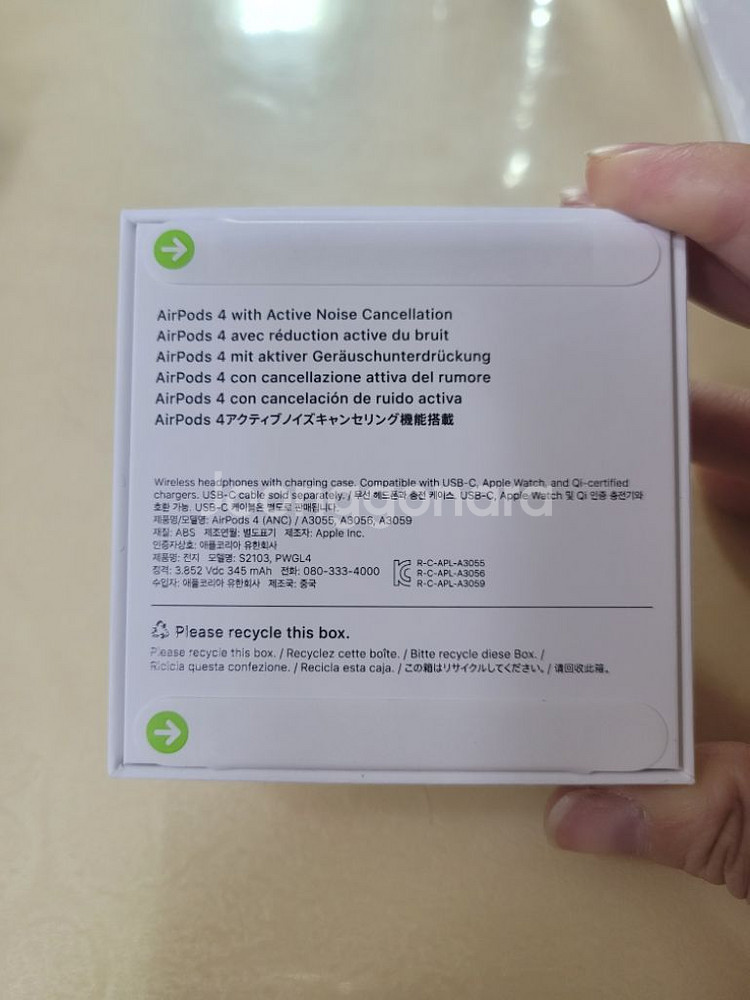 AirPods 4 with Active Noise Cancellation
AirPods 4 avec réduction active du bruit
AirPods 4 mit aktiver Geräuschunterdrückung
AirPods 4 con cancellazione attiva del rumore
AirPods 4 con cancelación de ruido activa
AirPods 4アクティブノイズキャンセリング機能搭載
Wireless headphones with charging case. Compatible with USB-C, Apple Watch, and Qi-certified
chargers. USB-C cable sold separately. / 무선 헤드폰과 충전 케이스. USB-C, Apple Watch 및 Qi 인증 충전기와
호환 가능. USB-C 케이블은 별도로 판매됩니다.
제품명/모델명: AirPods 4 (ANC) / A3055, A3056, A3059
재질: ABS 제조연월: 별도표기 제조자: Apple Inc.
인증자상호: 애플코리아 유한회사
제품명: 전지 모델명: S2103, PWGL4
정격: 3.852 Vdc 345 mAh 전화: 080-333-4000
수입자: 애플코리아 유한회사 제조국: 중국
R-C-APL-A3055
R-C-APL-A3056
R-C-APL-A3059
Please recycle this box.
Please recycle this box. / Recyclez cette boîte. / Bitte recycle diese Box. /
Ricicla questa confezione. / Recicla esta caja. / この箱はリサイクルしてください。/ 请回收此箱。